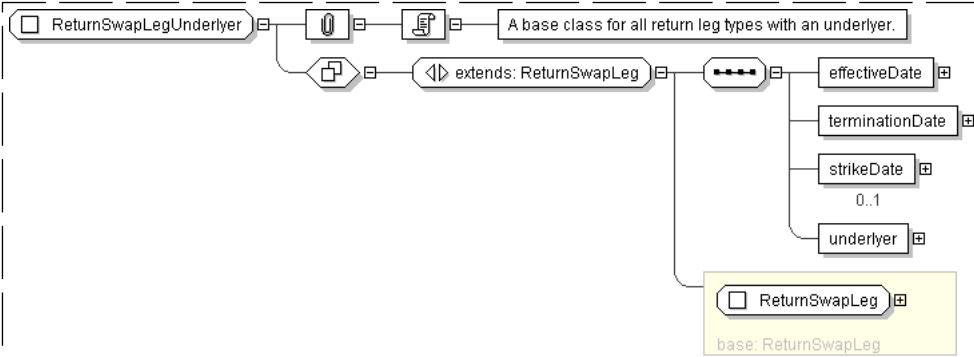 ReturnSwapLegUnderlyer
A base class for all return leg types with an underlyer.
extends: ReturnSwapLeg
effectiveDate
terminationDate
strikeDate
0..1
underlyer
ReturnSwapLeg
base: ReturnSwapLeg